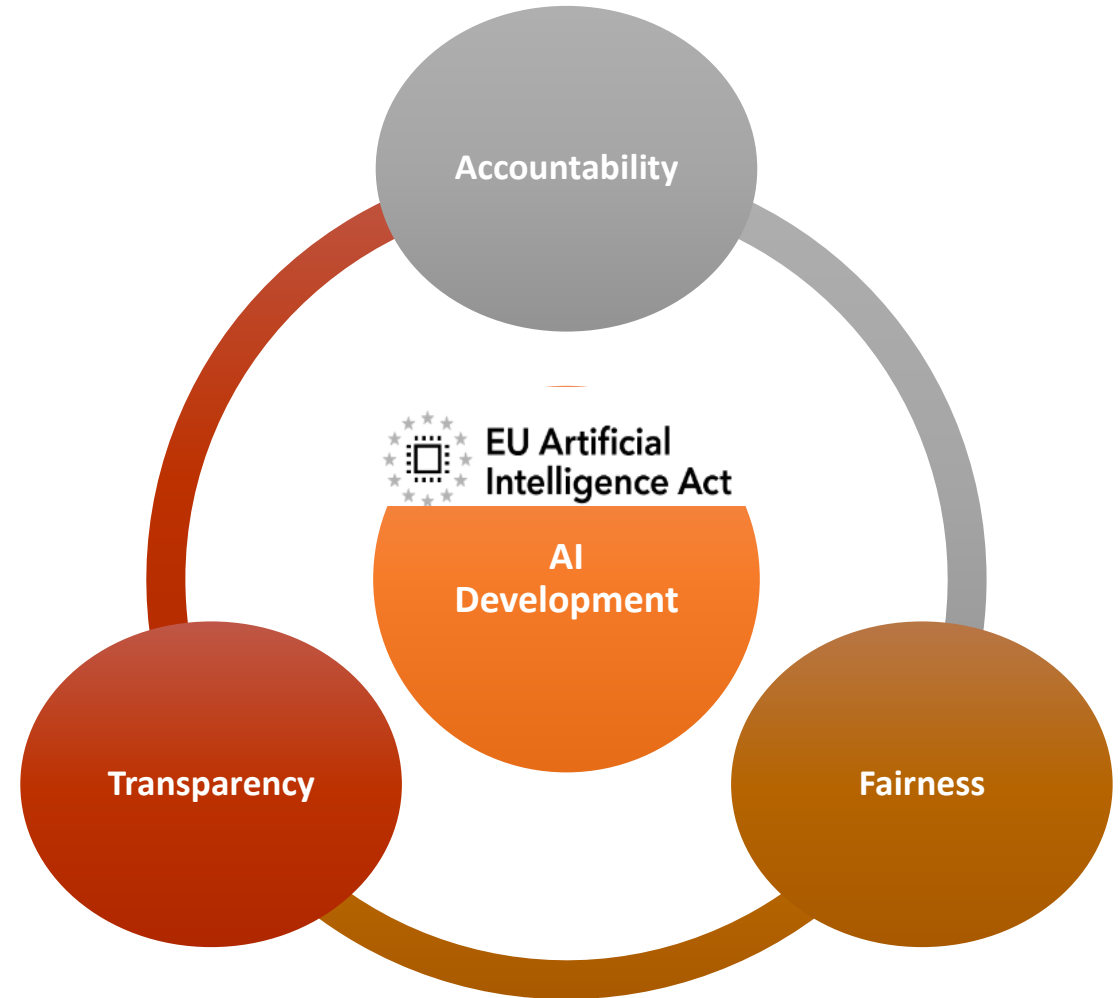 Accountability
EU Artificial
Intelligence Act
AI
Development
Transparency
Fairness